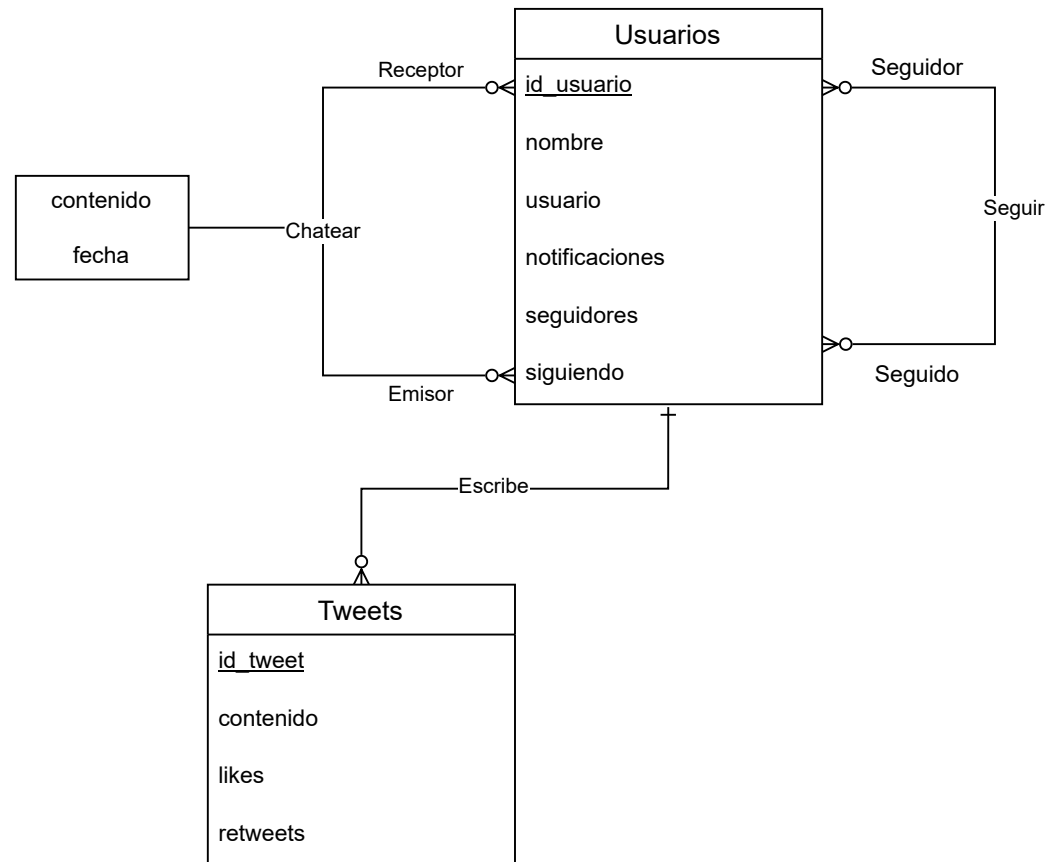 Usuarios
id_usuario
nombre
usuario
notificaciones
seguidores
siguiendo
Receptor
Chatear
Emisor
contenido
fecha
Seguidor
Seguir
Seguido
Escribe
Tweets
id_tweet
contenido
likes
retweets